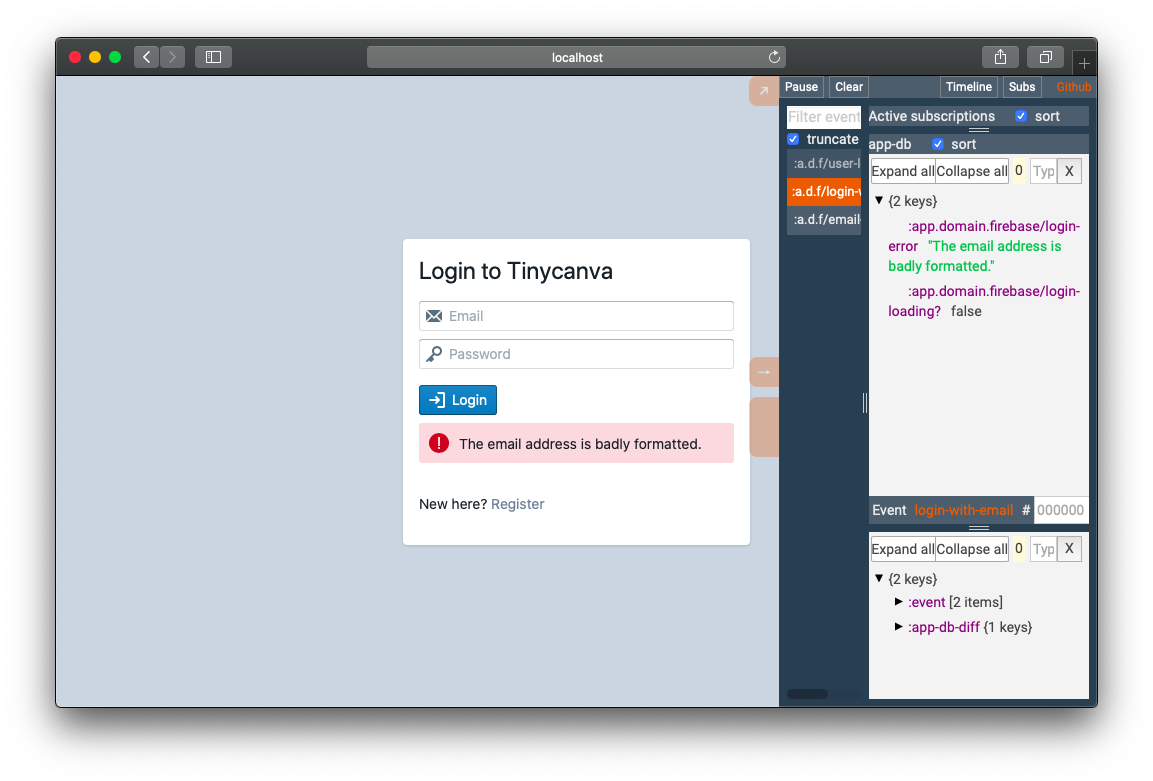 localhost
Pause Clear Timeline Subs Github
Filter event
truncate
:a.d.f/user-l
:a.d.f/login-w
:a.d.f/email-
Active subscriptions sort
app-db sort
Expand all Collapse all 0 Typ X
{2 keys}
:app.domain.firebase/login-
error "The email address is
badly formatted."
:app.domain.firebase/login-
loading? false
Event login-with-email # 000000
Expand all Collapse all 0 Typ X
{2 keys}
:event [2 items]
:app-db-diff {1 keys}
Login to Tinycanva
Email
Password
Login
The email address is badly formatted.
New here? Register